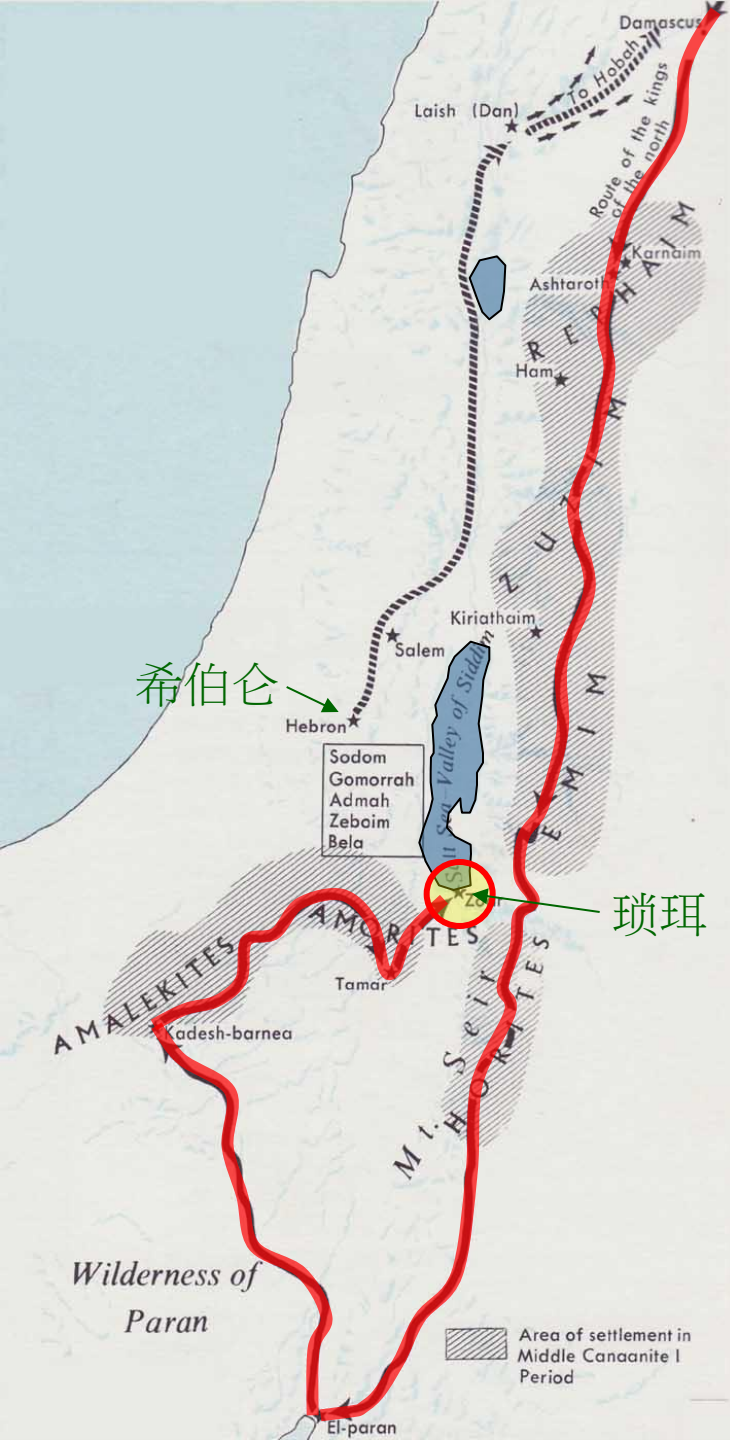 Damascus
To Hobah
Laish (Dan)
Route of the kings
of the north
Karnaim
Ashtaroth
REPHAIM
Ham
ZUZIM
Kiriathaim
Salem
Salt Sea-Valley of Siddim
希伯仑
Hebron
EMIM
Sodom
Gomorrah
Admah
Zeboim
Bela
琐珥
AMORITES
AMALEKITES
Tamar
Kadesh-barnea
Mt. Seir
HORITES
Wilderness of
Paran
Area of settlement in
Middle Canaanite I
Period
El-paran